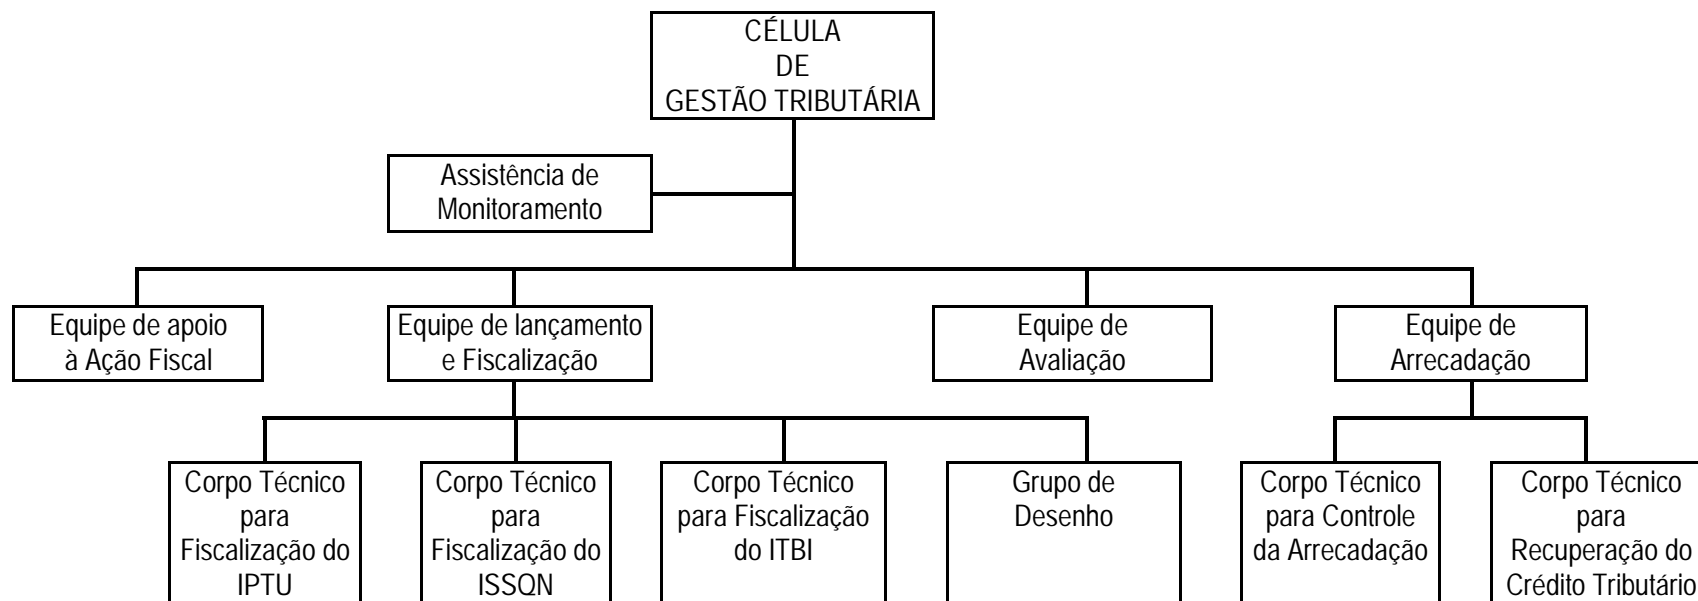 CÉLULA
DE
GESTÃO TRIBUTÁRIA
Assistência de
Monitoramento
Equipe de apoio
à Ação Fiscal
Equipe de lançamento
e Fiscalização
Equipe de
Avaliação
Equipe de
Arrecadação
Corpo Técnico
para
Fiscalização do
IPTU
Corpo Técnico
para
Fiscalização do
ISSQN
Corpo Técnico
para Fiscalização
do ITBI
Grupo de
Desenho
Corpo Técnico
para Controle
da Arrecadação
Corpo Técnico
para
Recuperação do
Crédito Tributário